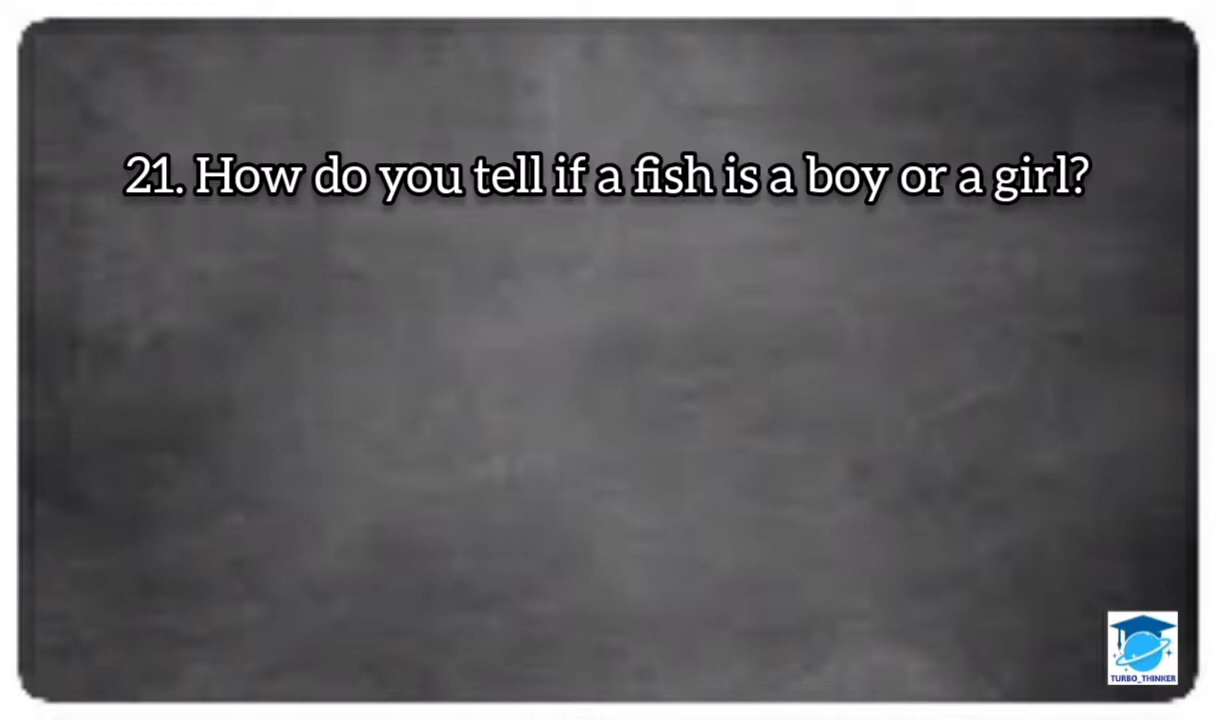 21. How do you tell if a fish is a boy or a girl?
TURBO_THINKER